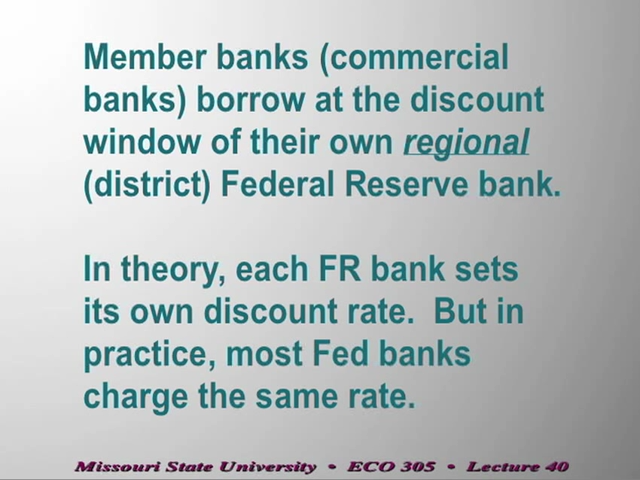 Member banks (commercial
banks) borrow at the discount
window of their own regional
(district) Federal Reserve bank.
In theory, each FR bank sets
its own discount rate.  But in
practice, most Fed banks
charge the same rate.
Missouri State University • ECO 305 • Lecture 40